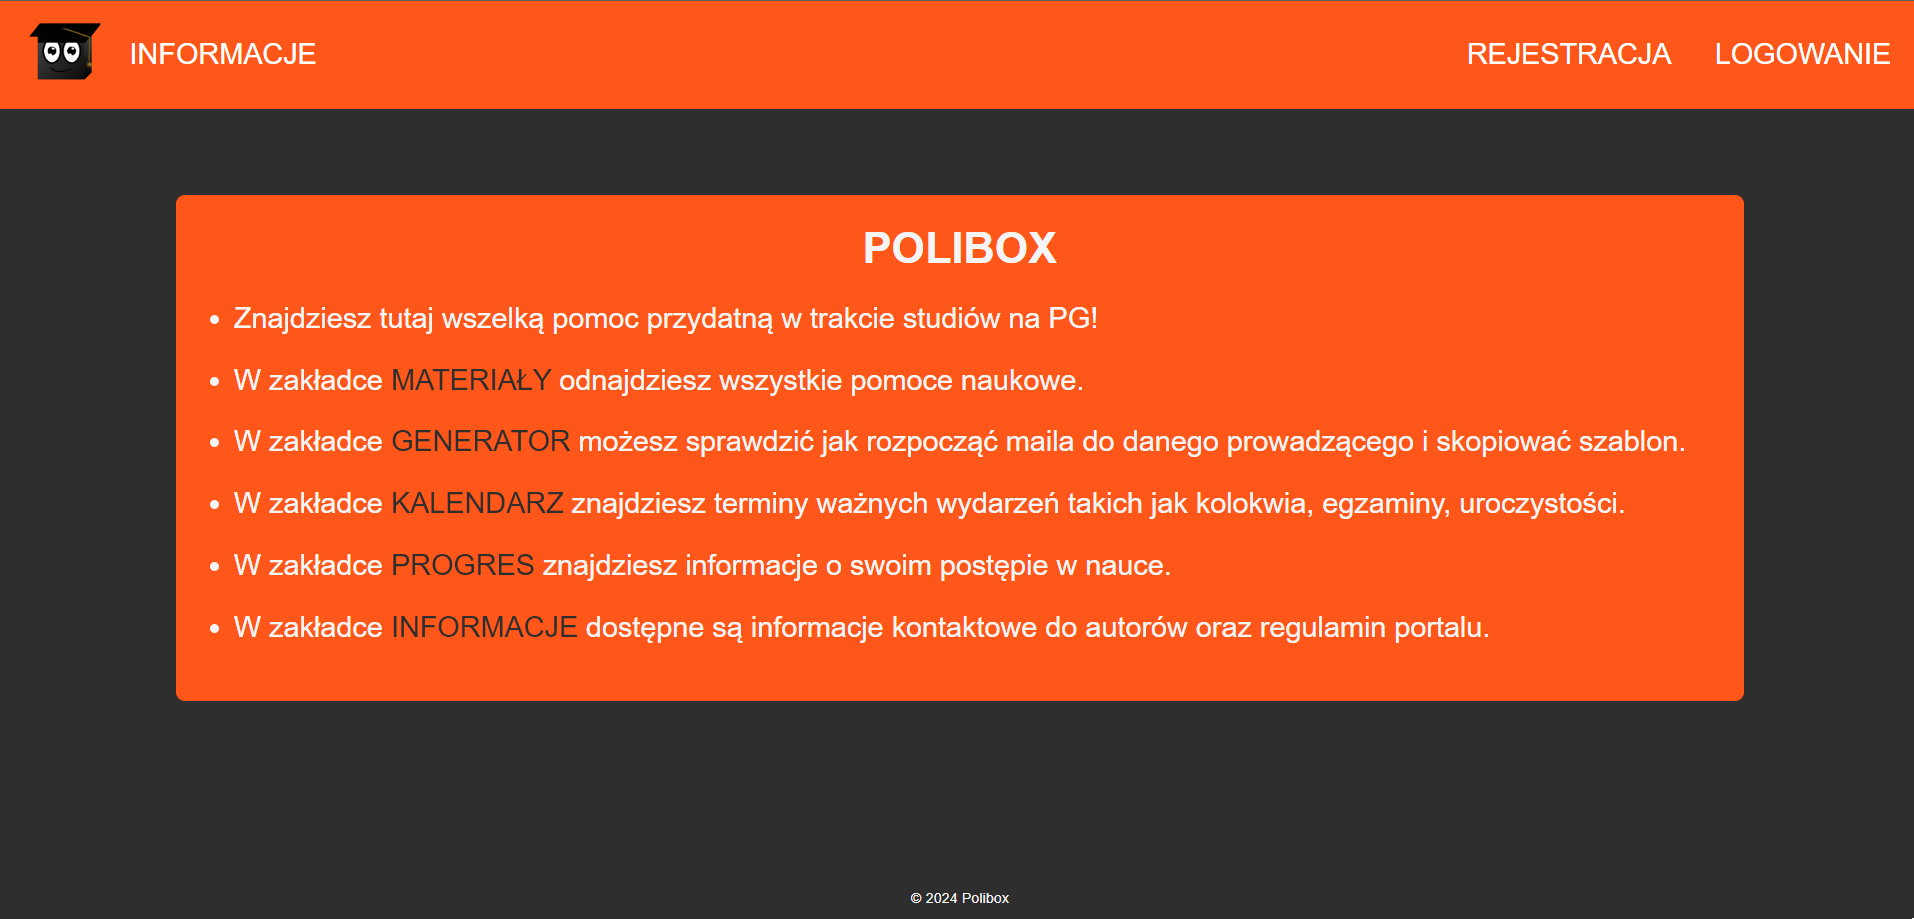 INFORMACJE
REJESTRACJA
LOGOWANIE
POLIBOX
• Znajdziesz tutaj wszelką pomoc przydatną w trakcie studiów na PG!
• W zakładce MATERIAŁY odnajdziesz wszystkie pomoce naukowe.
• W zakładce GENERATOR możesz sprawdzić jak rozpocząć maila do danego prowadzącego i skopiować szablon.
• W zakładce KALENDARZ znajdziesz terminy ważnych wydarzeń takich jak kolokwia, egzaminy, uroczystości.
• W zakładce PROGRES znajdziesz informacje o swoim postępie w nauce.
• W zakładce INFORMACJE dostępne są informacje kontaktowe do autorów oraz regulamin portalu.
© 2024 Polibox